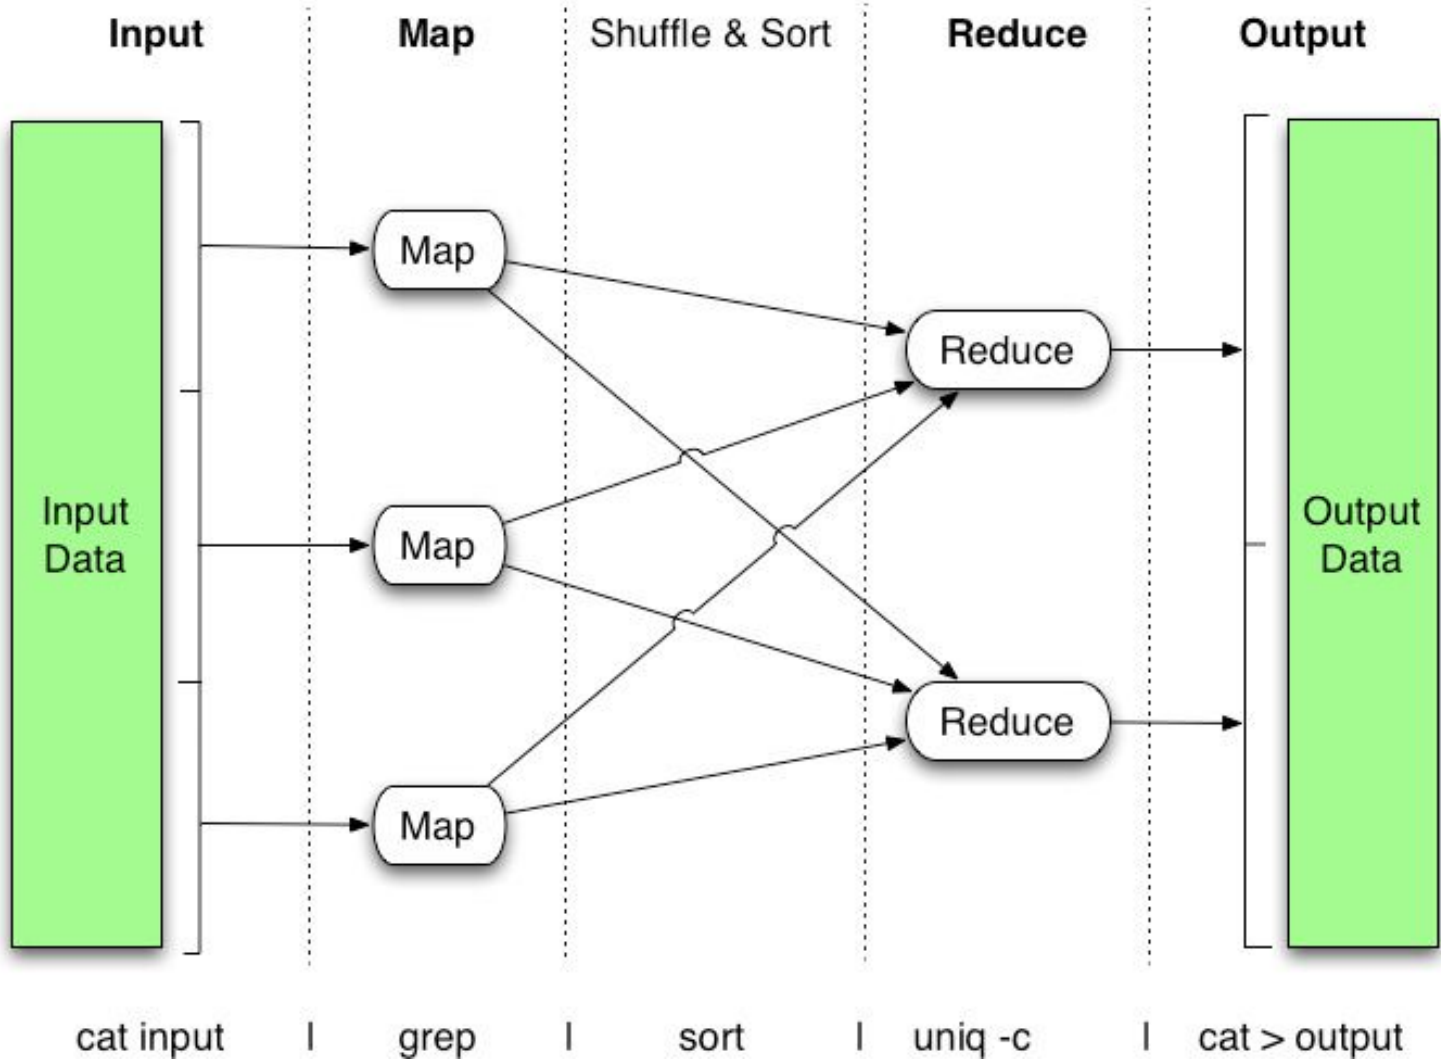 Input Map Shuffle & Sort Reduce Output
Map
Reduce
Input
Data
Map
Output
Data
Reduce
Map
cat input | grep | sort | uniq -c | cat > output